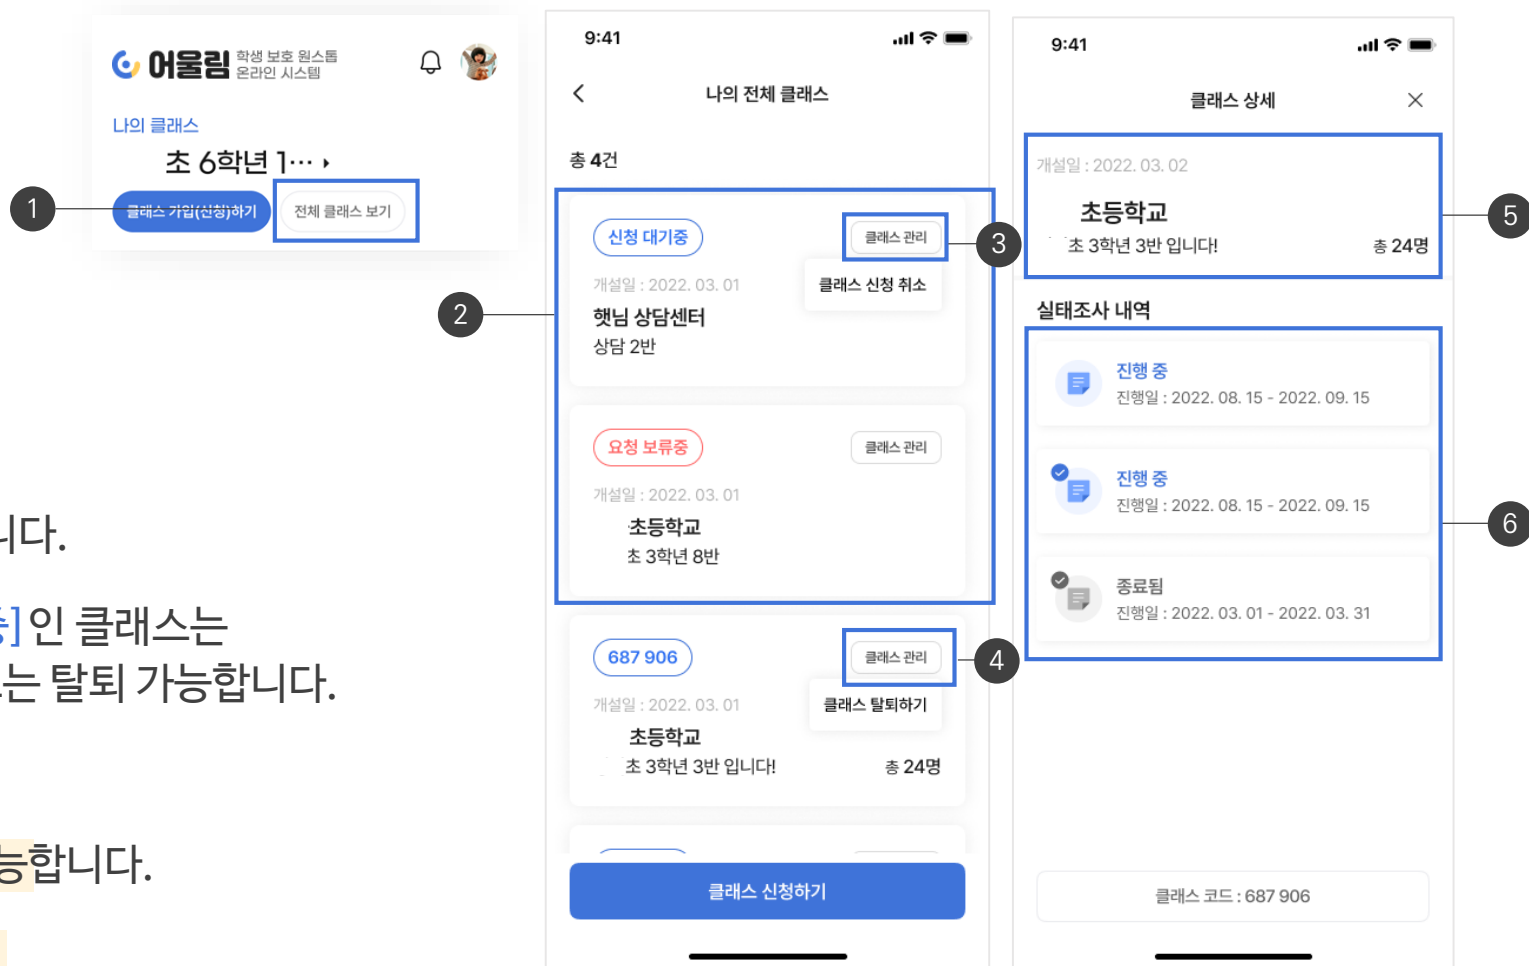 어울림 학생 보호 원스톱
온라인 시스템
나의 클래스
초 6학년 1…
클래스 가입(신청)하기
전체 클래스 보기
1
니다.
중] 인 클래스는
는 탈퇴 가능합니다.
능합니다.
9:41
나의 전체 클래스
총 4건
2
신청 대기중
클래스 관리
3
클래스 신청 취소
개설일 : 2022. 03. 01
햇님 상담센터
상담 2반
요청 보류중
클래스 관리
개설일 : 2022. 03. 01
초등학교
초 3학년 8반
687 906
클래스 관리
4
클래스 탈퇴하기
개설일 : 2022. 03. 01
초등학교
초 3학년 3반 입니다!
총 24명
클래스 신청하기
9:41
클래스 상세
개설일 : 2022. 03. 02
초등학교
초 3학년 3반 입니다!
총 24명
5
실태조사 내역
진행 중
진행일 : 2022. 08. 15 - 2022. 09. 15
진행 중
진행일 : 2022. 08. 15 - 2022. 09. 15
6
종료됨
진행일 : 2022. 03. 01 - 2022. 03. 31
클래스 코드 : 687 906